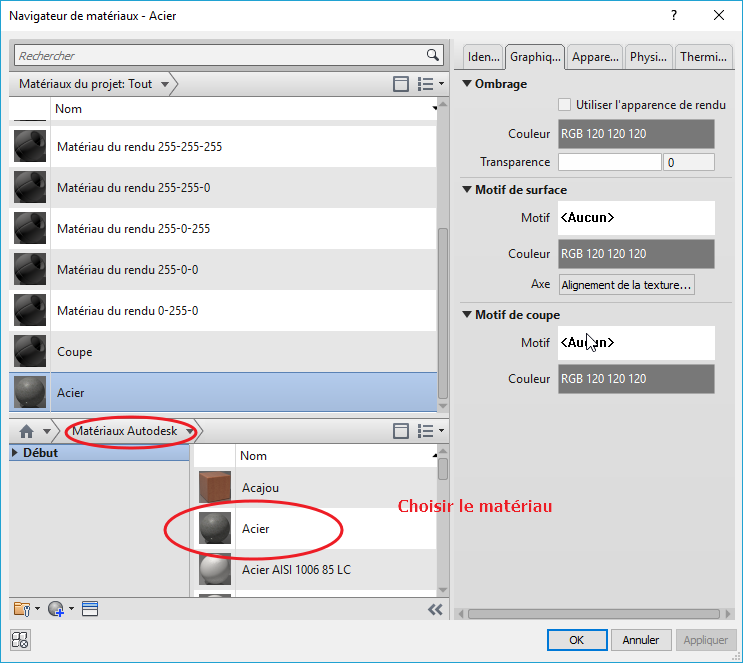 Navigateur de matériaux - Acier
?
Rechercher
Matériaux du projet: Tout
Nom
Matériau du rendu 255-255-255
Matériau du rendu 255-255-0
Matériau du rendu 255-0-255
Matériau du rendu 255-0-0
Matériau du rendu 0-255-0
Coupe
Acier
Matériaux Autodesk
Début
Nom
Acajou
Acier
Acier AISI 1006 85 LC
Choisir le matériau
Iden...
Graphiq...
Appare...
Physi...
Thermi...
Ombrage
Utiliser l'apparence de rendu
Couleur RGB 120 120 120
Transparence 0
Motif de surface
Motif <Aucun>
Couleur RGB 120 120 120
Axe Alignement de la texture...
Motif de coupe
Motif <Aucun>
Couleur RGB 120 120 120
OK
Annuler
Appliquer